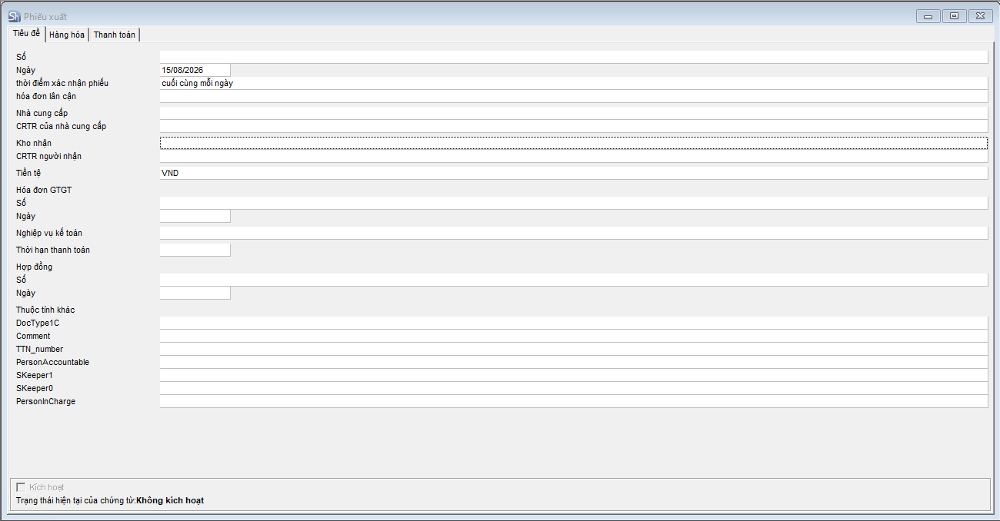 Sh Phiếu xuất
Tiêu đề Hàng hóa Thanh toán
Số
Ngày 15/08/2026
thời điểm xác nhận phiếu cuối cùng mỗi ngày
hóa đơn lân cận
Nhà cung cấp
CRTR của nhà cung cấp
Kho nhận
CRTR người nhận
Tiền tệ VND
Hóa đơn GTGT
Số
Ngày
Nghiệp vụ kế toán
Thời hạn thanh toán
Hợp đồng
Số
Ngày
Thuộc tính khác
DocType1C
Comment
TTN_number
PersonAccountable
SKeeper1
SKeeper0
PersonInCharge
Kích hoạt
Trạng thái hiện tại của chứng từ:Không kích hoạt